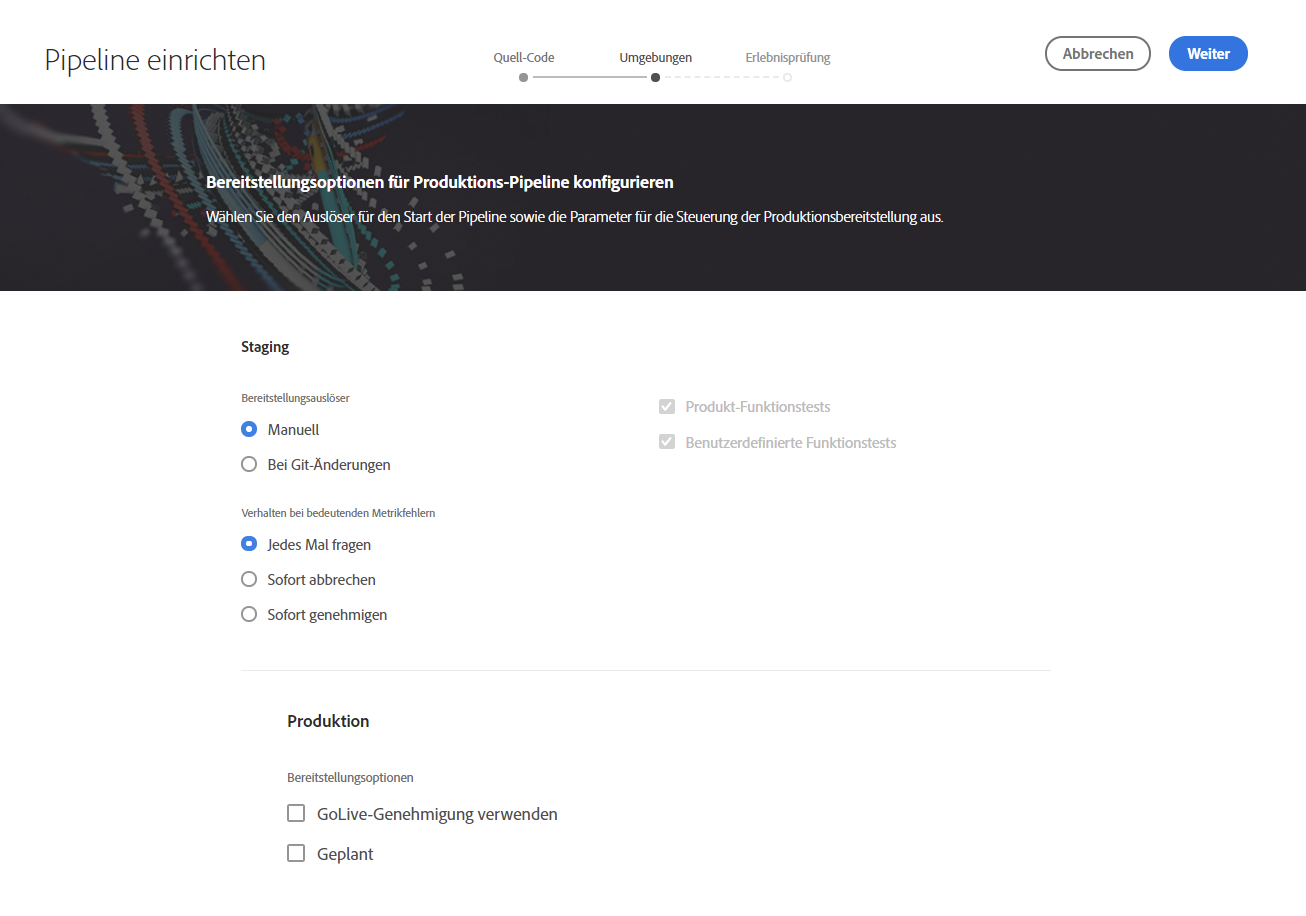 Pipeline einrichten
Quell-Code
Umgebungen
Erlebnisprüfung
Abbrechen
Weiter
Bereitstellungsoptionen für Produktions-Pipeline konfigurieren
Wählen Sie den Auslöser für den Start der Pipeline sowie die Parameter für die Steuerung der Produktionsbereitstellung aus.
Staging
Bereitstellungsauslöser
Manuell
Bei Git-Änderungen
Produkt-Funktionstests
Benutzerdefinierte Funktionstests
Verhalten bei bedeutenden Metrikfehlern
Jedes Mal fragen
Sofort abbrechen
Sofort genehmigen
Produktion
Bereitstellungsoptionen
GoLive-Genehmigung verwenden
Geplant